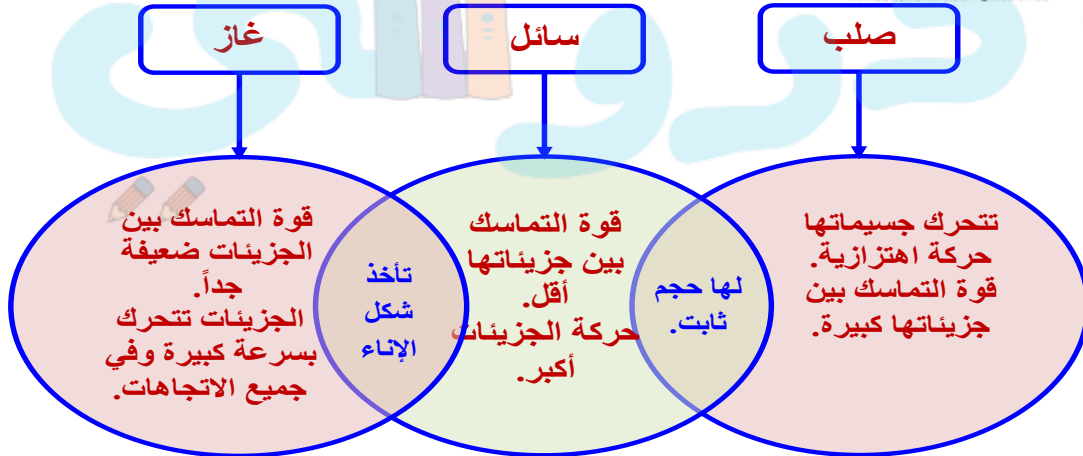 صلب
سائل
غاز
تتحرك جسيماتها
حركة اهتزازية.
قوة التماسك بين
جزيئاتها كبيرة.
لها حجم
ثابت.
قوة التماسك
بين جزيئاتها
أقل.
حركة الجزيئات
أكبر.
تأخذ
شكل
الإناء
قوة التماسك بين
الجزيئات ضعيفة
جداً.
الجزيئات تتحرك
بسرعة كبيرة وفي
جميع الاتجاهات.